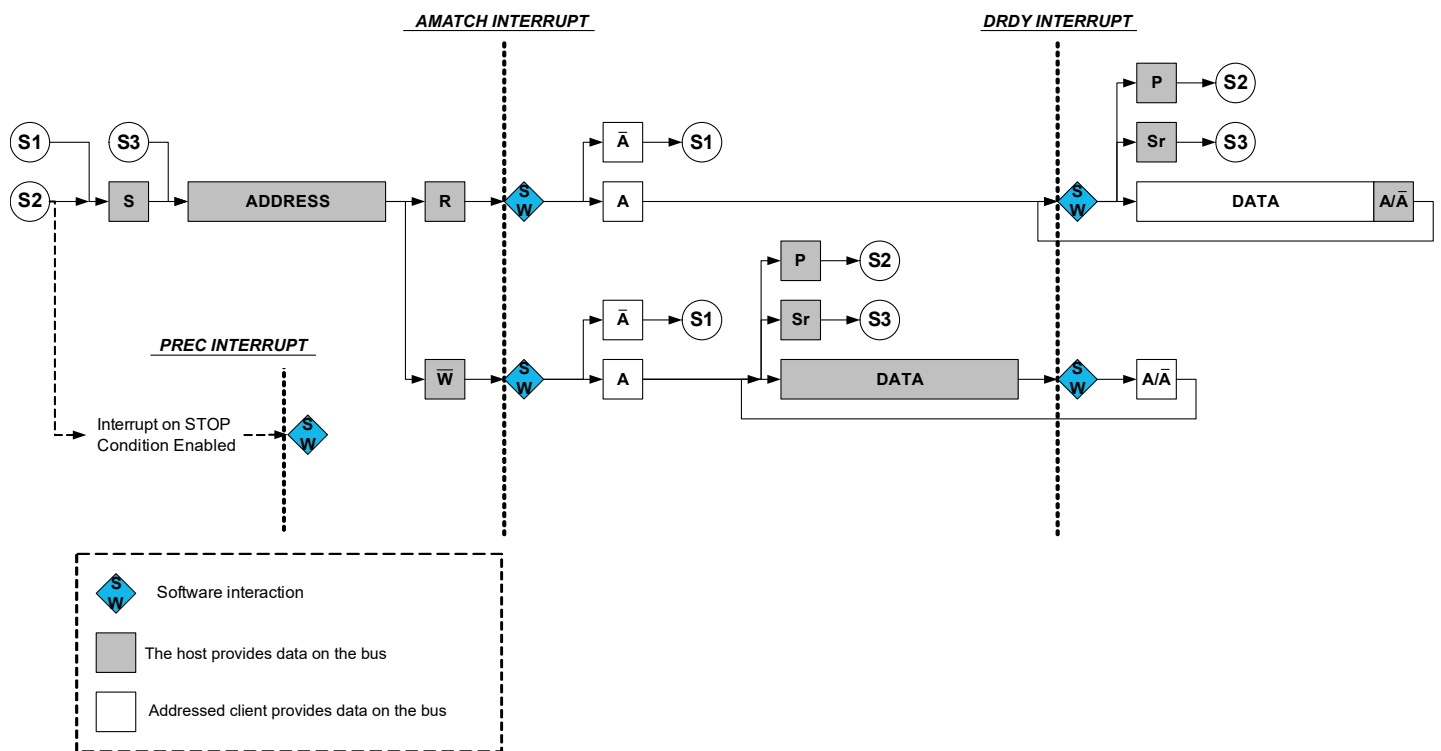 AMATCH INTERRUPT
DRDY INTERRUPT
P
S2
S1
S3
A̅
S1
Sr
S3
S2
S
ADDRESS
R
S
W
A
S
W
DATA
A/A̅
P
S2
A̅
S1
Sr
S3
PREC INTERRUPT
W̅
S
W
A
DATA
S
W
A/A̅
Interrupt on STOP
Condition Enabled
S
W
S
W
Software interaction
The host provides data on the bus
Addressed client provides data on the bus